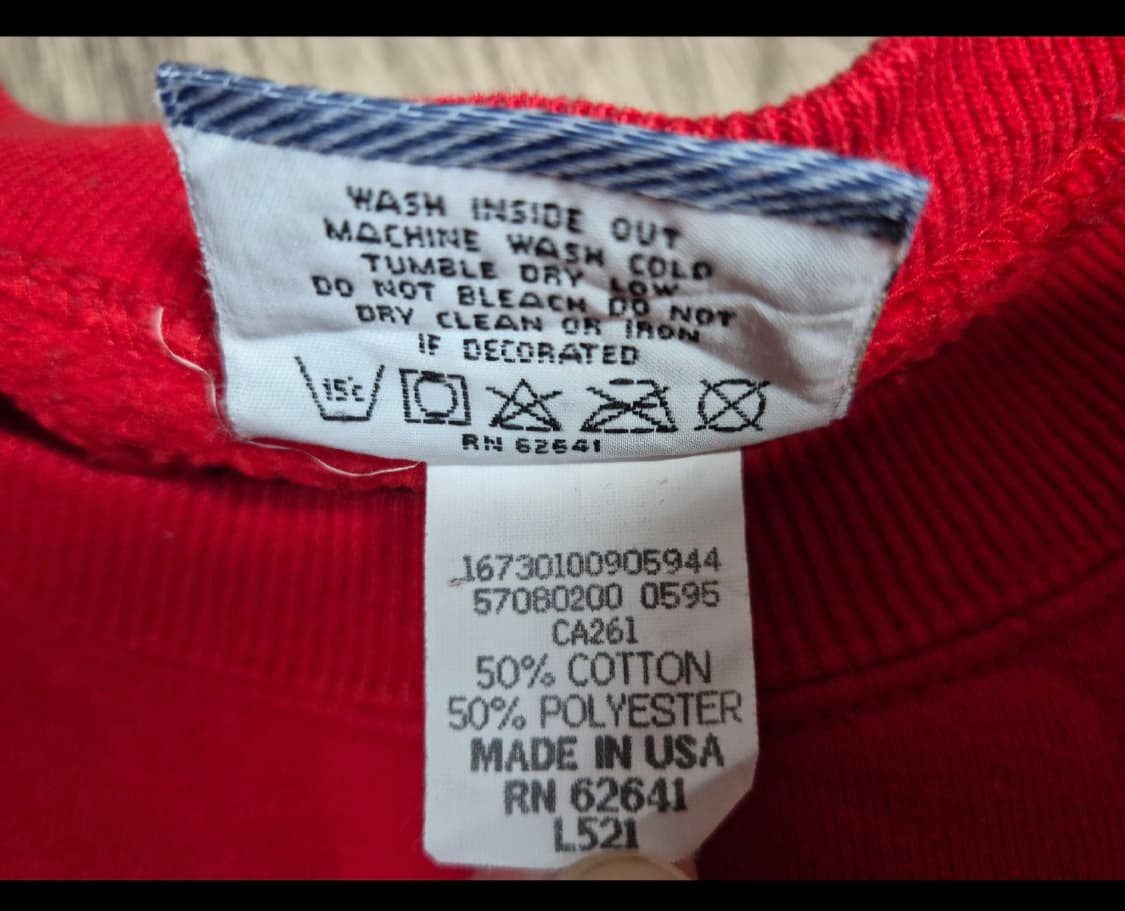 WASH INSIDE OUT
MACHINE WASH COLD
TUMBLE DRY LOW
DO NOT BLEACH DO NOT
DRY CLEAN OR IRON
IF DECORATED
15°C
RN 62641
16730100905944
57080200 0595
CA261
50% COTTON
50% POLYESTER
MADE IN USA
RN 62641
L521